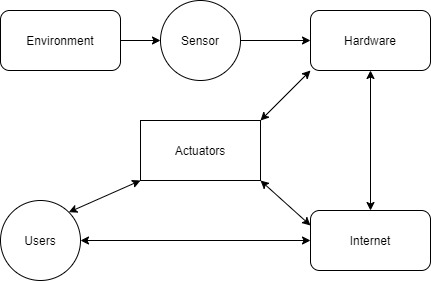 Environment
Sensor
Hardware
Actuators
Users
Internet